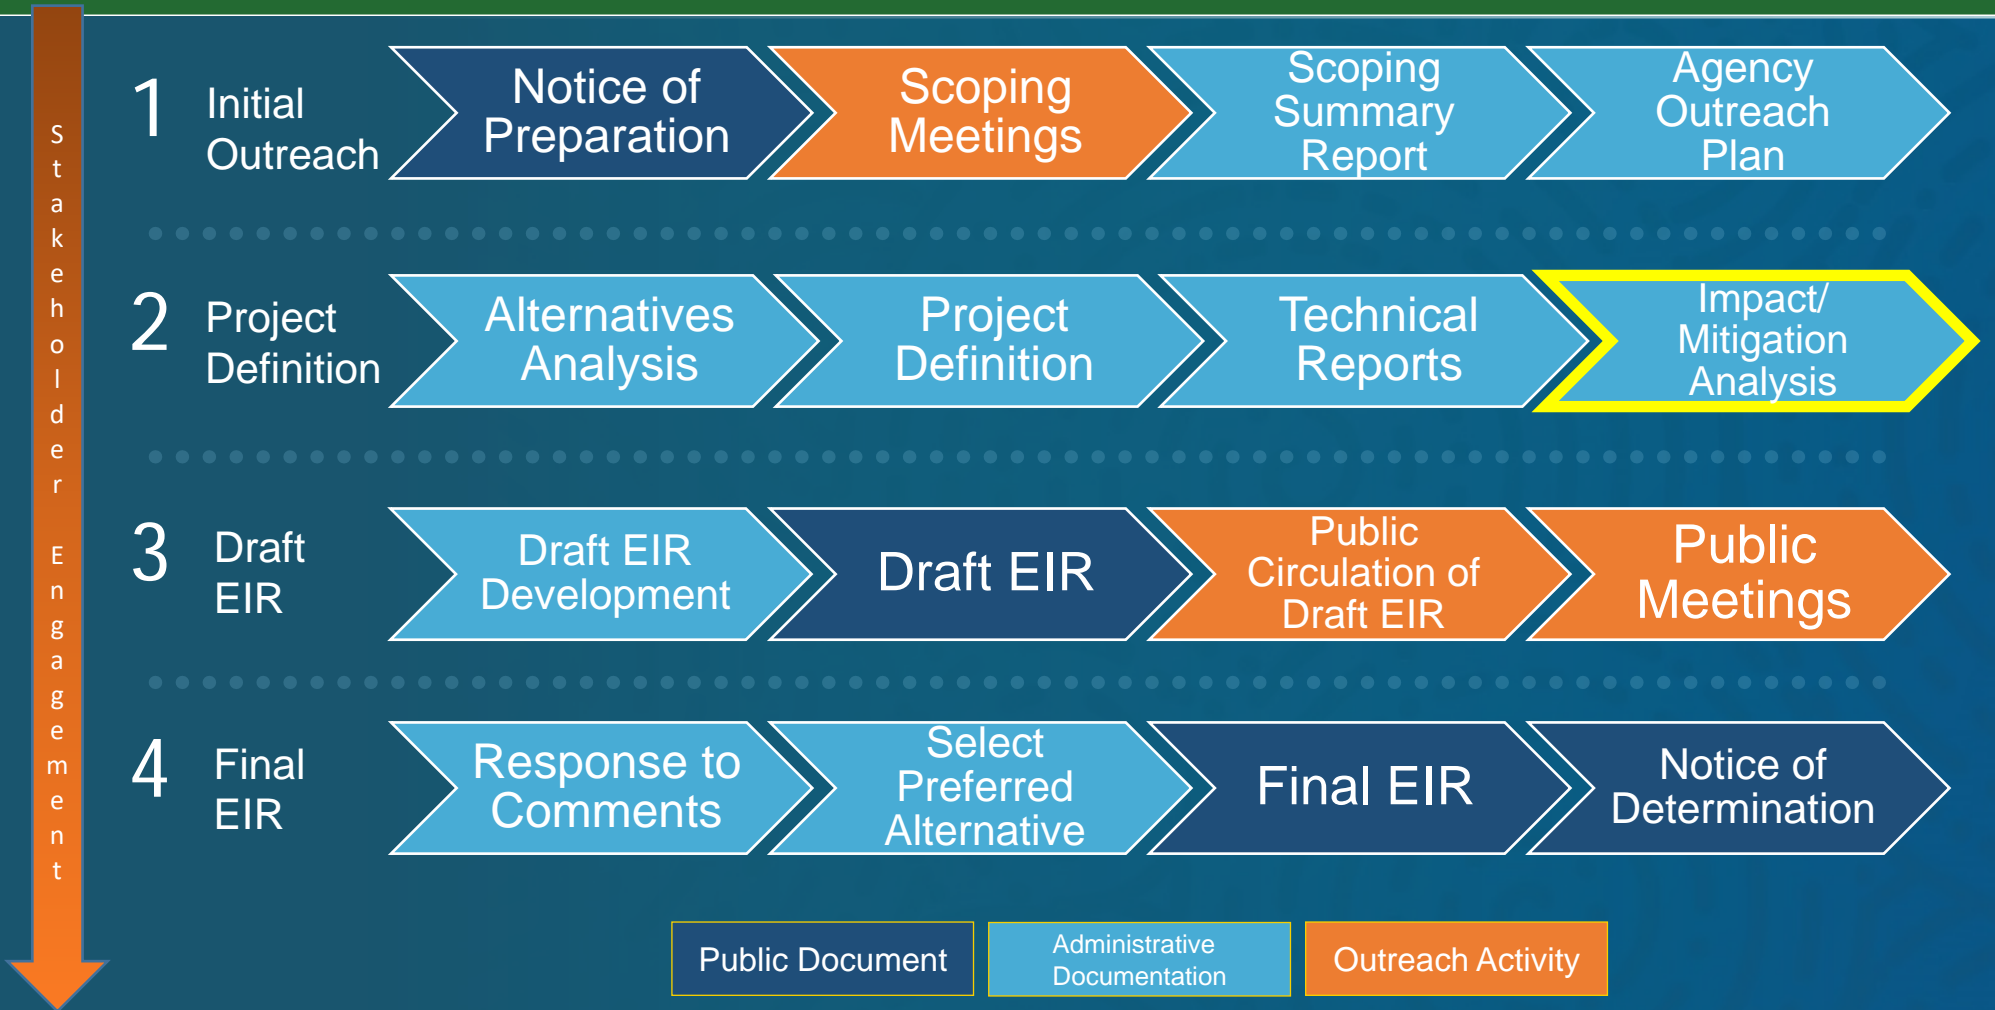 Stakeholder Engagement
1
Initial
Outreach
Notice of
Preparation
Scoping
Meetings
Scoping
Summary
Report
Agency
Outreach
Plan
2
Project
Definition
Alternatives
Analysis
Project
Definition
Technical
Reports
Impact/
Mitigation
Analysis
3
Draft
EIR
Draft EIR
Development
Draft EIR
Public
Circulation of
Draft EIR
Public
Meetings
4
Final
EIR
Response to
Comments
Select
Preferred
Alternative
Final EIR
Notice of
Determination
Public Document
Administrative
Documentation
Outreach Activity